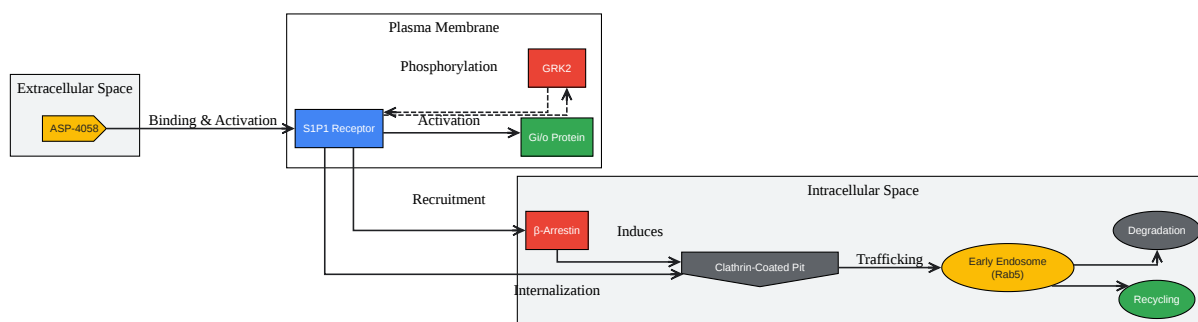 Plasma Membrane
Phosphorylation
GRK2
Extracellular Space
ASP-4058
Binding & Activation
S1P1 Receptor
Activation
Gi/o Protein
Intracellular Space
Recruitment
β-Arrestin
Induces
Degradation
Clathrin-Coated Pit
Trafficking
Early Endosome
(Rab5)
Internalization
Recycling